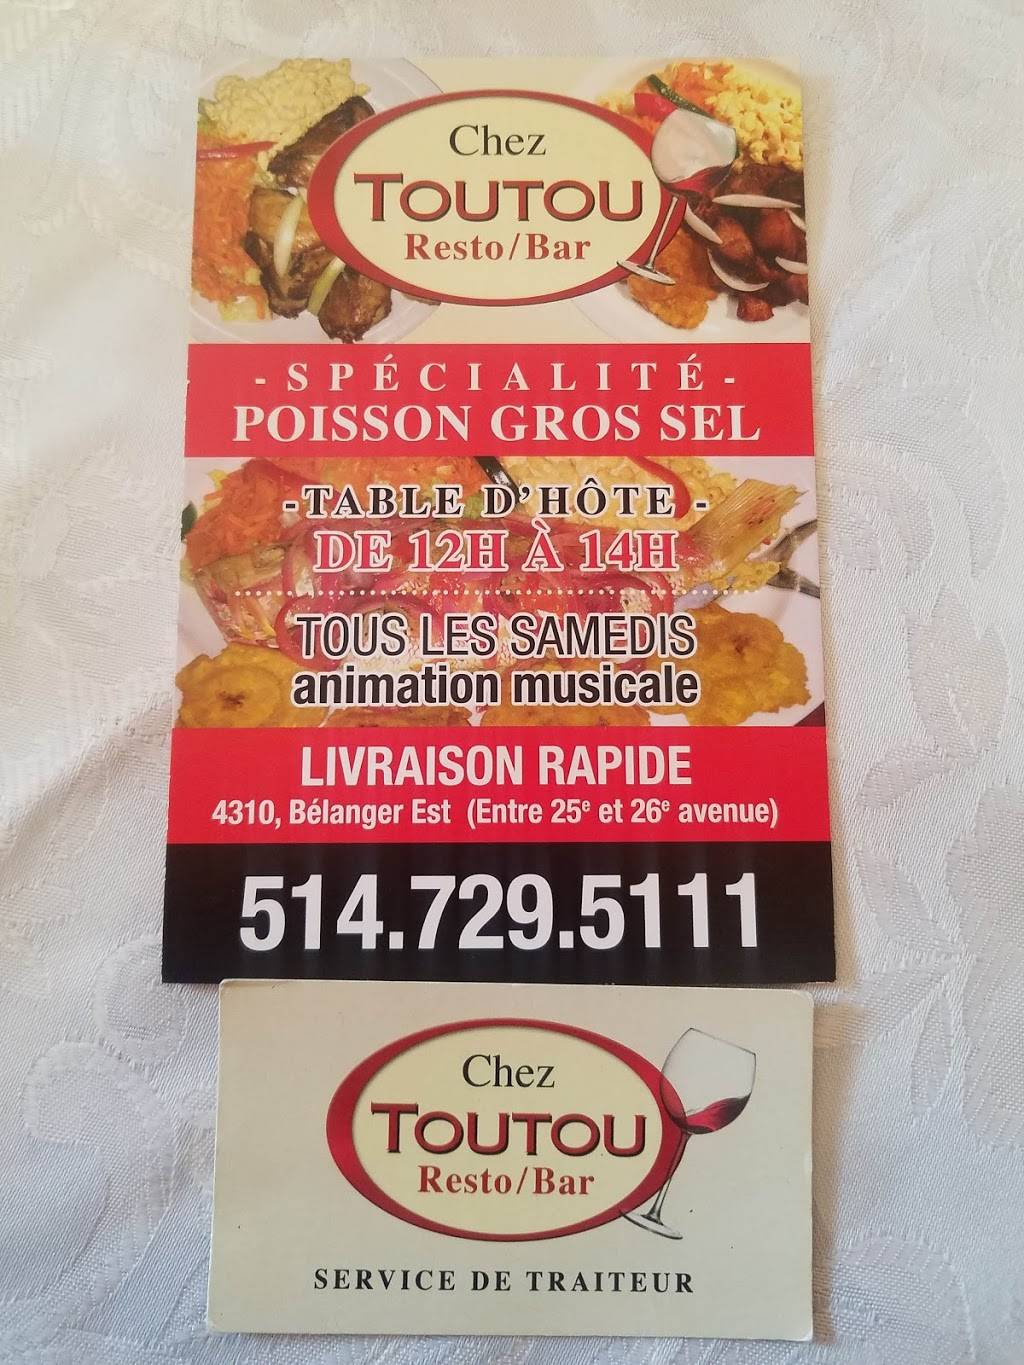 Chez
TOUTOU
Resto/Bar
- SPÉCIALITÉ -
POISSON GROS SEL
- TABLE D'HÔTE -
DE 12H À 14H
TOUS LES SAMEDIS
animation musicale
LIVRAISON RAPIDE
4310, Bélanger Est (Entre 25e et 26e avenue)
514.729.5111
Chez
TOUTOU
Resto/Bar
SERVICE DE TRAITEUR